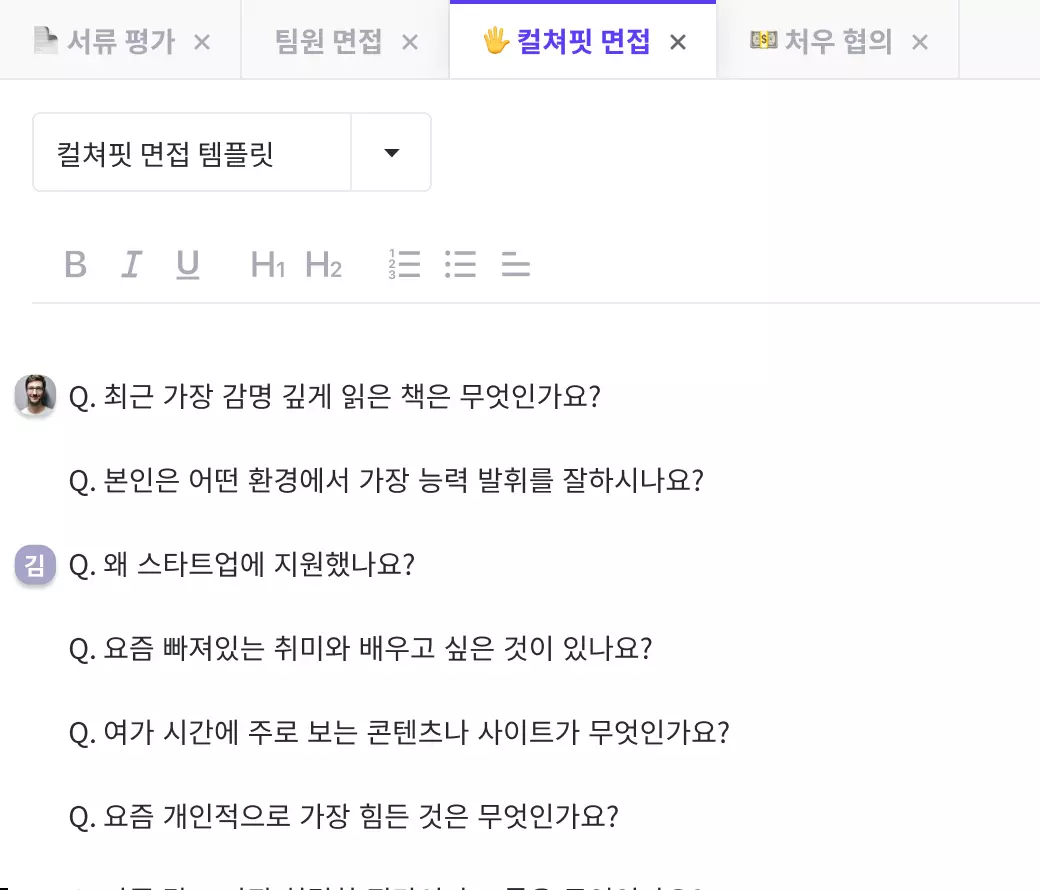 서류 평가
팀원 면접
컬쳐핏 면접
처우 협의
컬쳐핏 면접 템플릿
B I U H1 H2
Q. 최근 가장 감명 깊게 읽은 책은 무엇인가요?
Q. 본인은 어떤 환경에서 가장 능력 발휘를 잘하시나요?
김
Q. 왜 스타트업에 지원했나요?
Q. 요즘 빠져있는 취미와 배우고 싶은 것이 있나요?
Q. 여가 시간에 주로 보는 콘텐츠나 사이트가 무엇인가요?
Q. 요즘 개인적으로 가장 힘든 것은 무엇인가요?